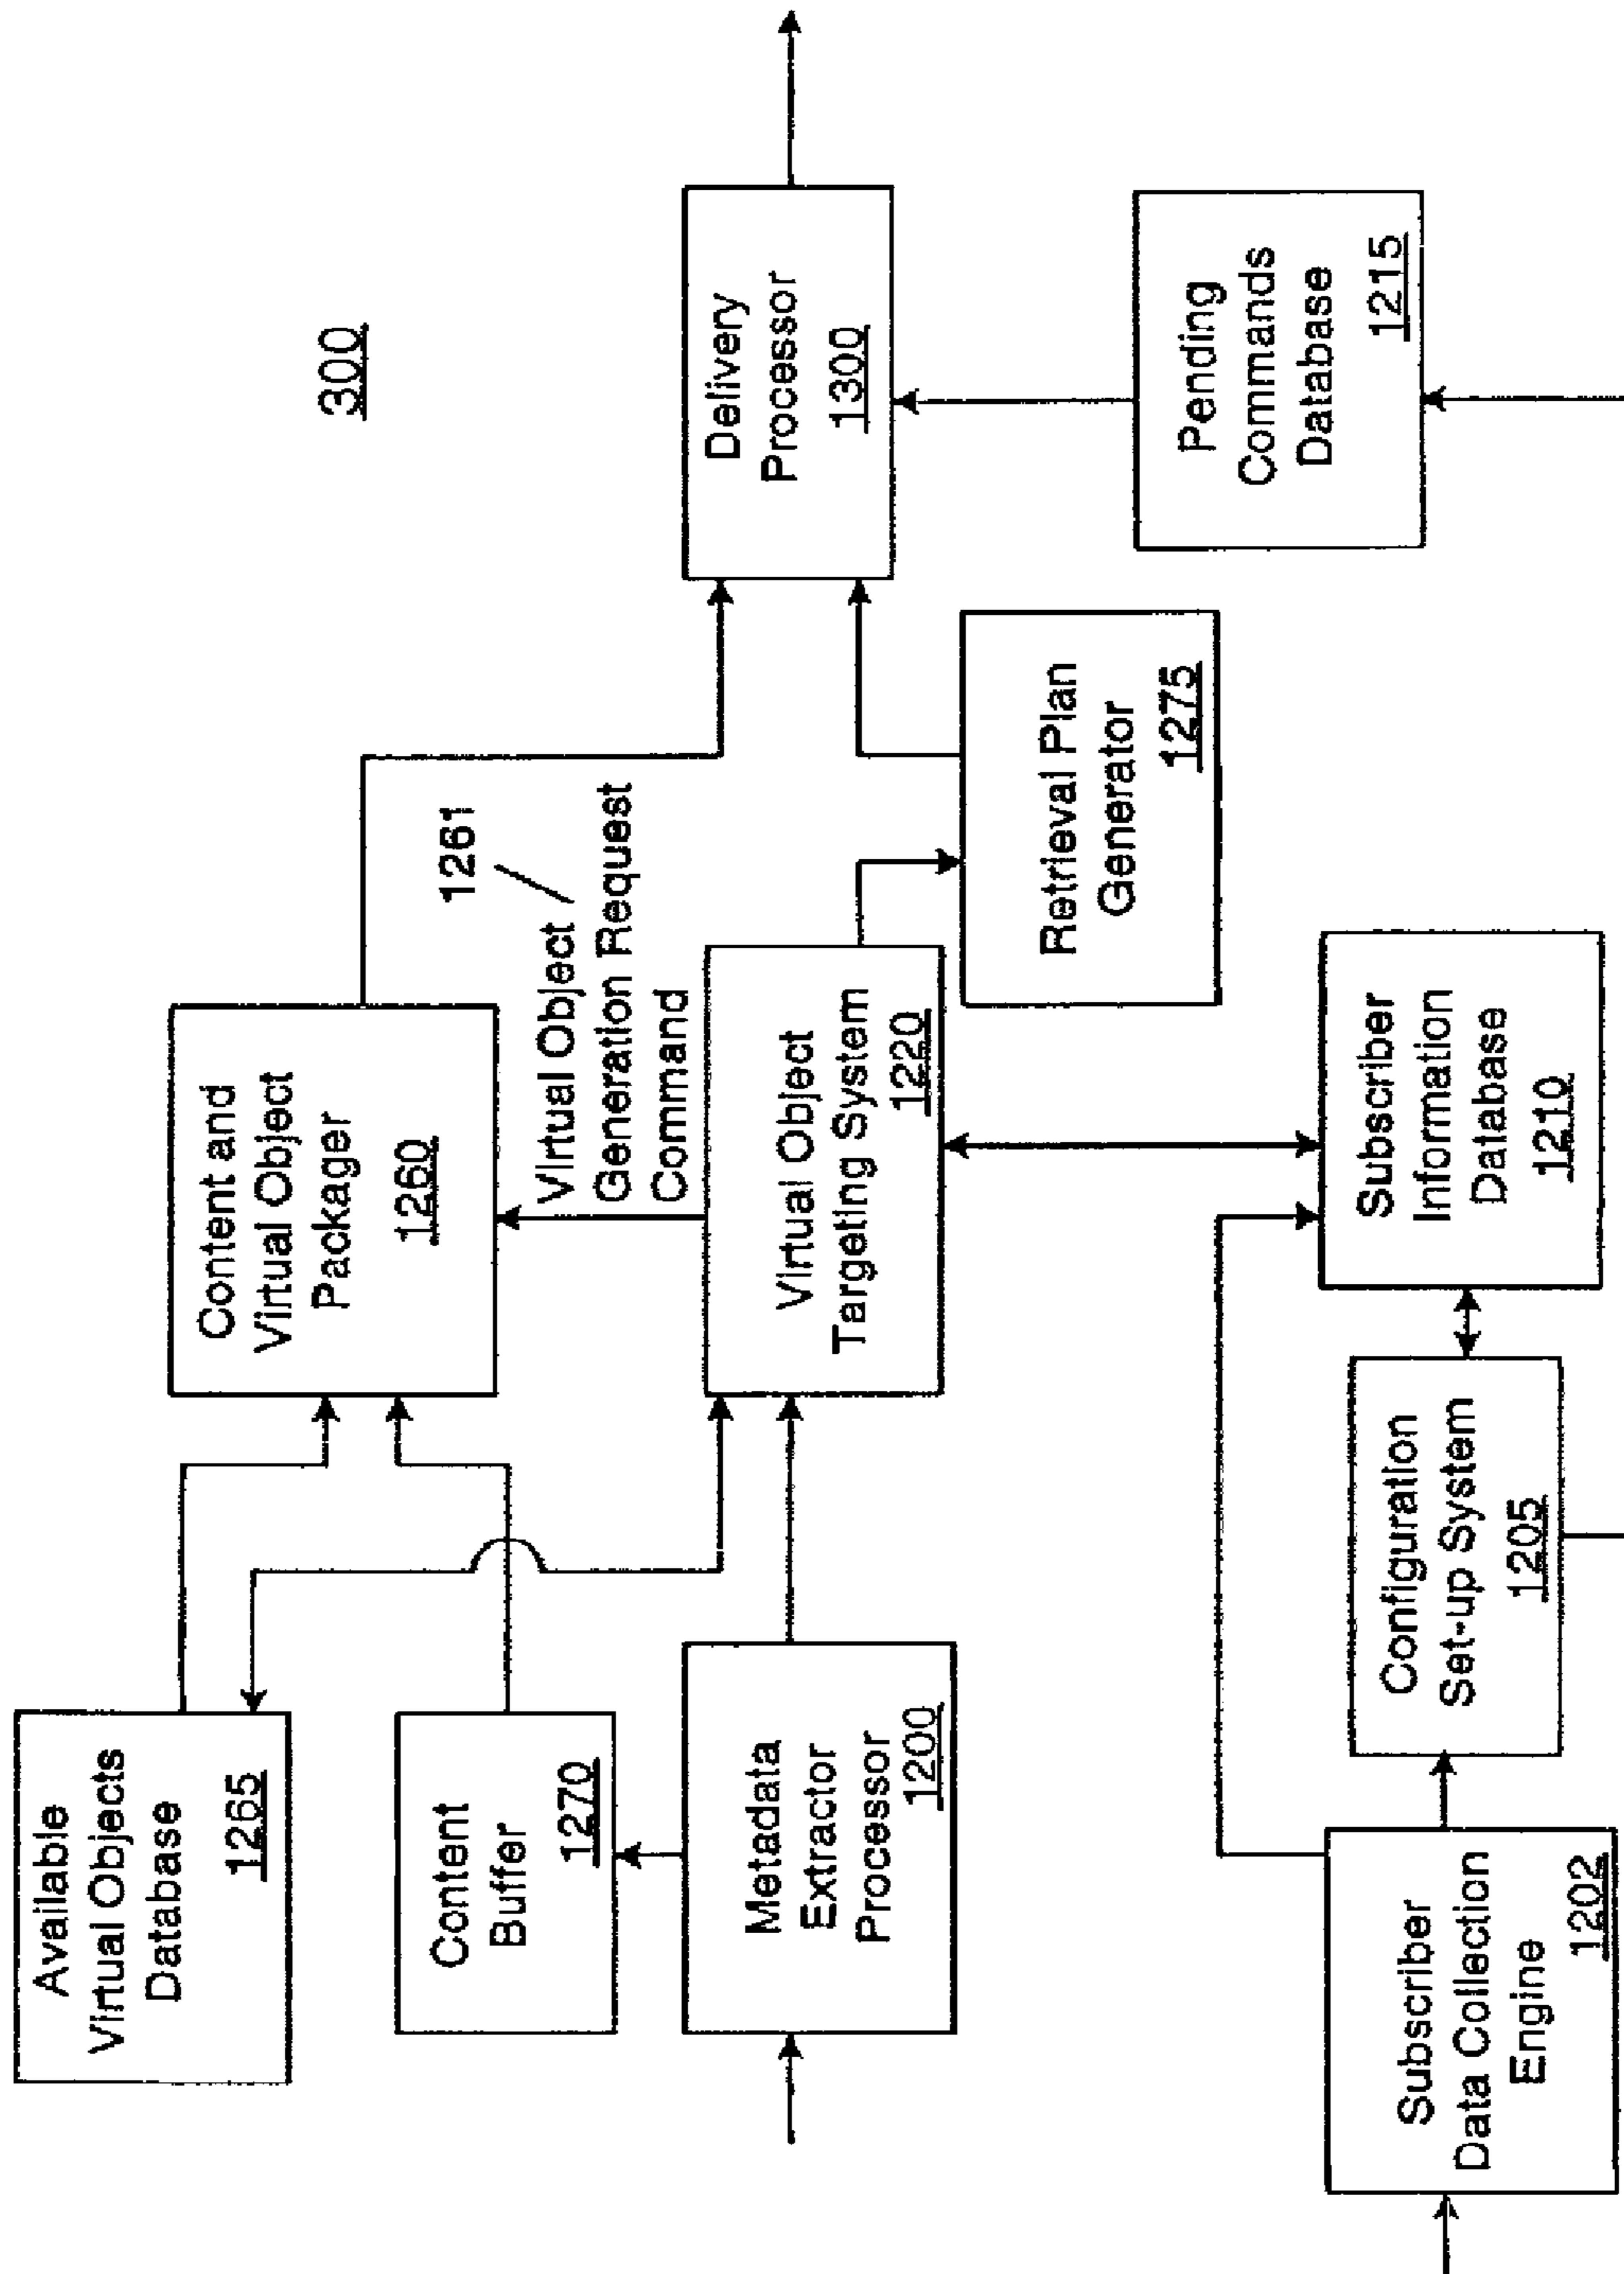 300
Available
Virtual Objects
Database
1265
Content
Buffer
1270
Metadata
Extractor
Processor
1200
Content and
Virtual Object
Packager
1260
1261
Virtual Object
Generation Request
Command
Virtual Object
Targeting System
1220
Retrieval Plan
Generator
1275
Delivery
Processor
1300
Pending
Commands
Database
1215
Subscriber
Data Collection
Engine
1202
Configuration
Set-up System
1205
Subscriber
Information
Database
1210